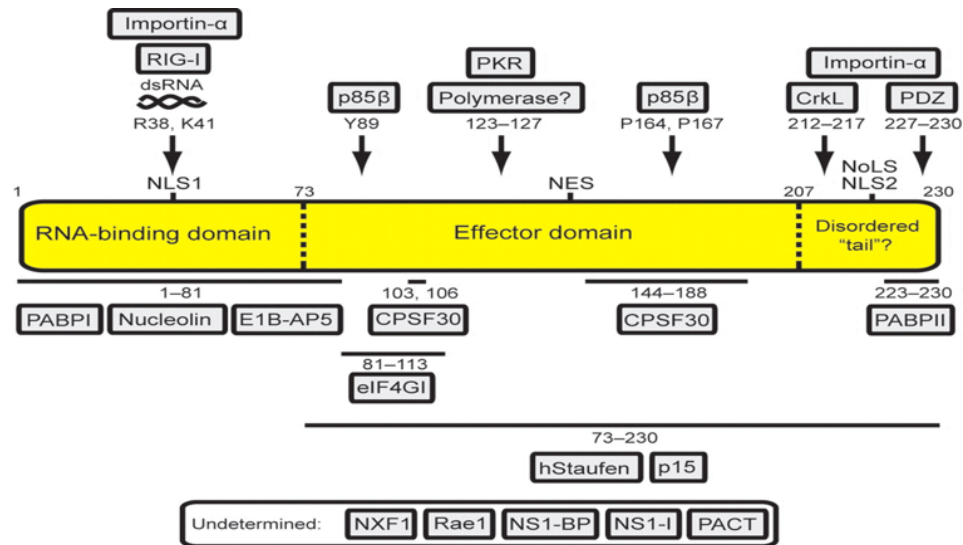 Importin-α
RIG-I
dsRNA
R38, K41
p85β
Y89
PKR
Polymerase?
123–127
p85β
P164, P167
Importin-α
CrkL
PDZ
212–217
227–230
1
NLS1
73
NES
207
NoLS
NLS2
230
RNA-binding domain
Effector domain
Disordered
"tail"?
1–81
PABPI
Nucleolin
E1B-AP5
103, 106
CPSF30
144–188
CPSF30
223–230
PABPII
81–113
eIF4GI
73–230
hStaufen
p15
Undetermined:
NXF1
Rae1
NS1-BP
NS1-I
PACT